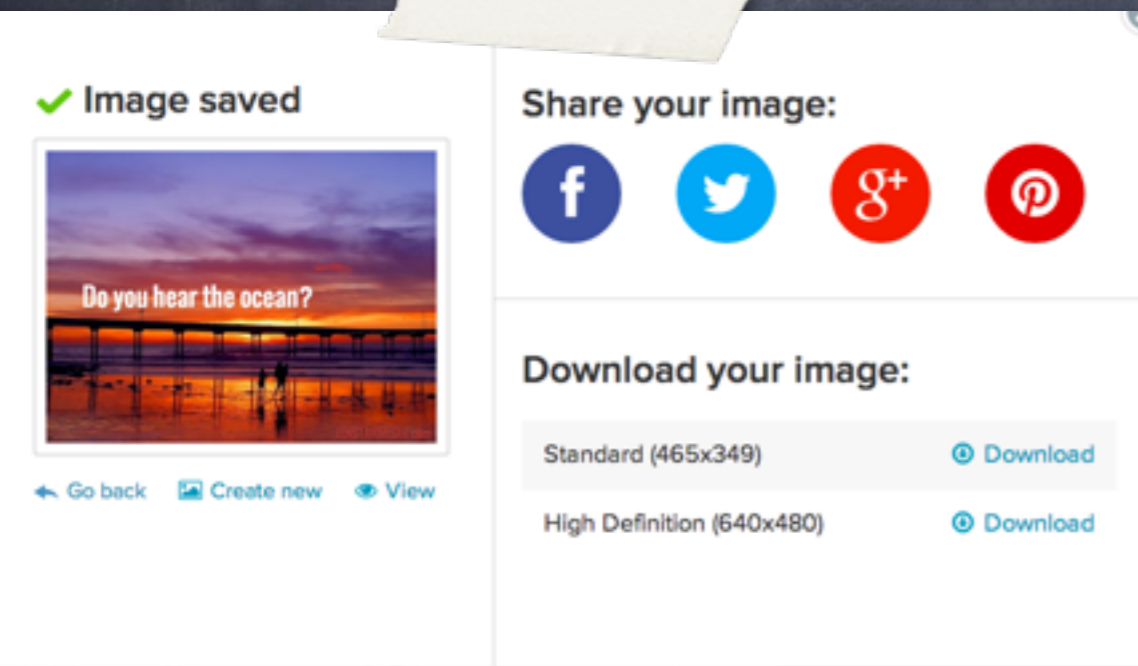 Image saved
Do you hear the ocean?
Go back
Create new
View
Share your image:
f
g+
Download your image:
Standard (465x349)
Download
High Definition (640x480)
Download